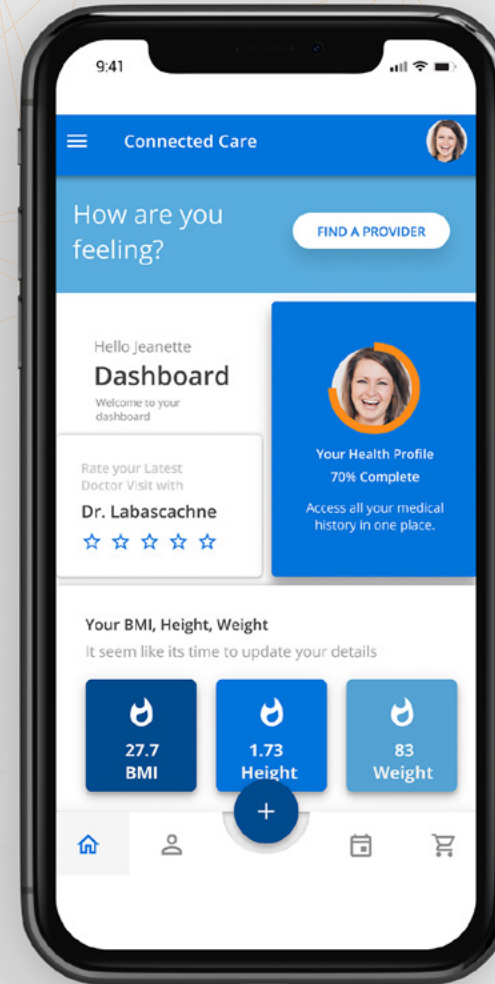 9:41
Connected Care
How are you
feeling?
FIND A PROVIDER
Hello Jeanette
Dashboard
Welcome to your
dashboard
Your Health Profile
70% Complete
Access all your medical
history in one place.
Rate your Latest
Doctor Visit with
Dr. Labascachne
Your BMI, Height, Weight
It seem like its time to update your details
27.7
BMI
1.73
Height
83
Weight